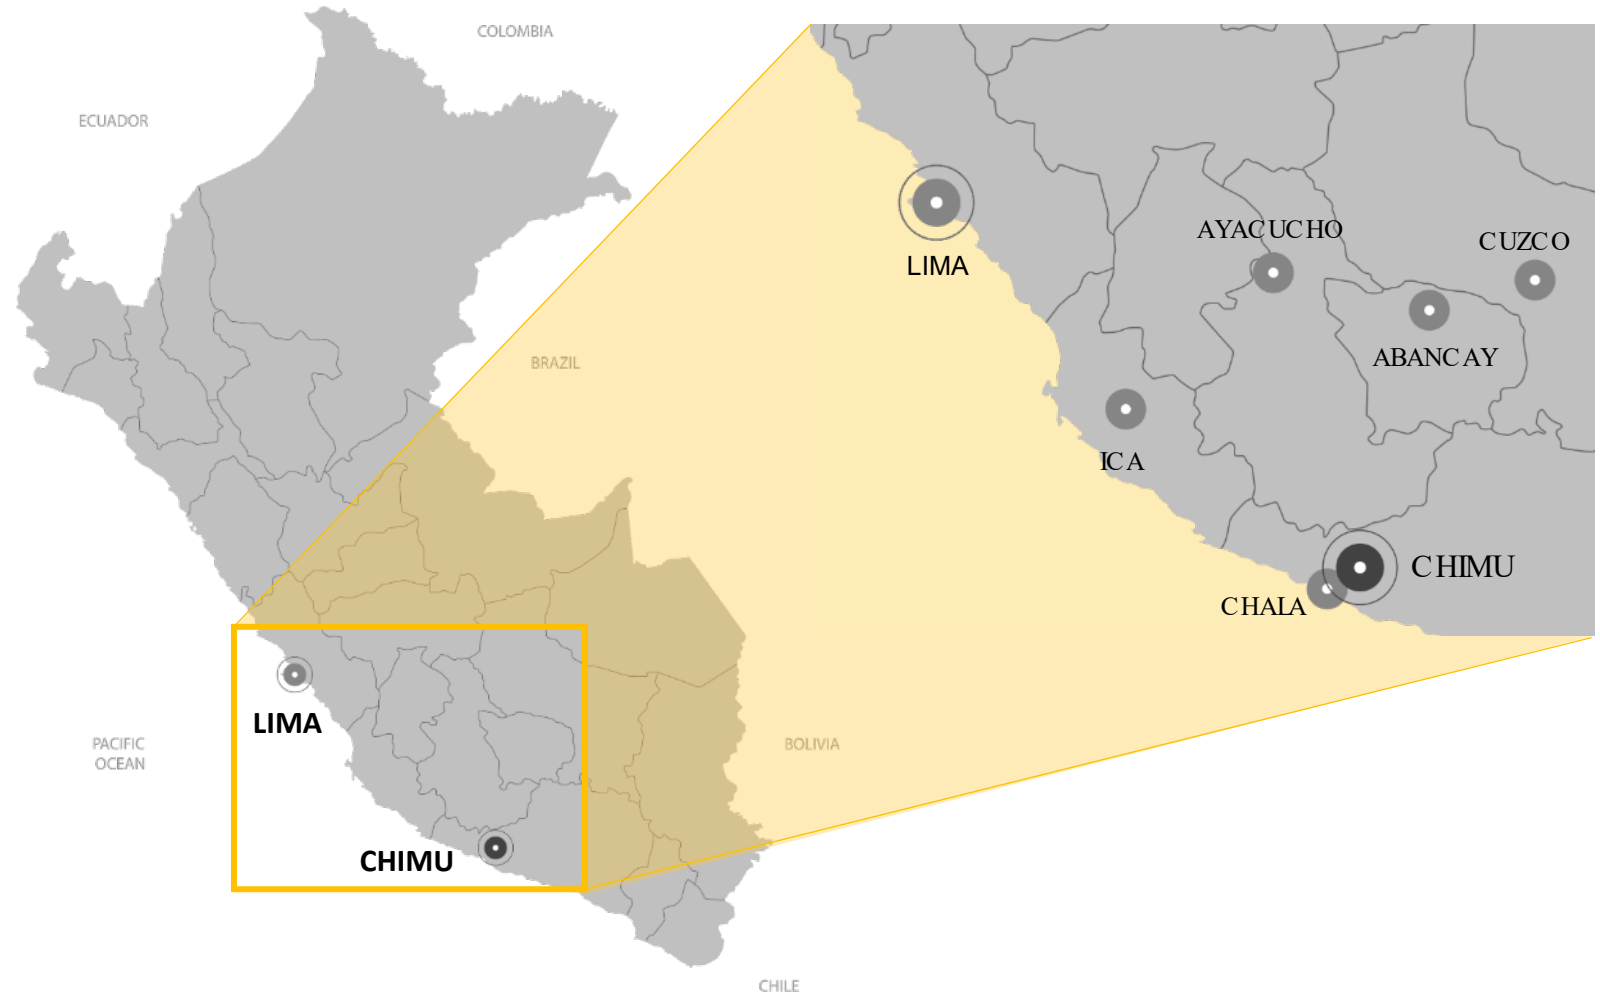 COLOMBIA
ECUADOR
BRAZIL
PACIFIC
OCEAN
BOLIVIA
CHILE
LIMA
CHIMU
LIMA
AYACUCHO
CUZCO
ABANCAY
ICA
CHIMU
CHALA